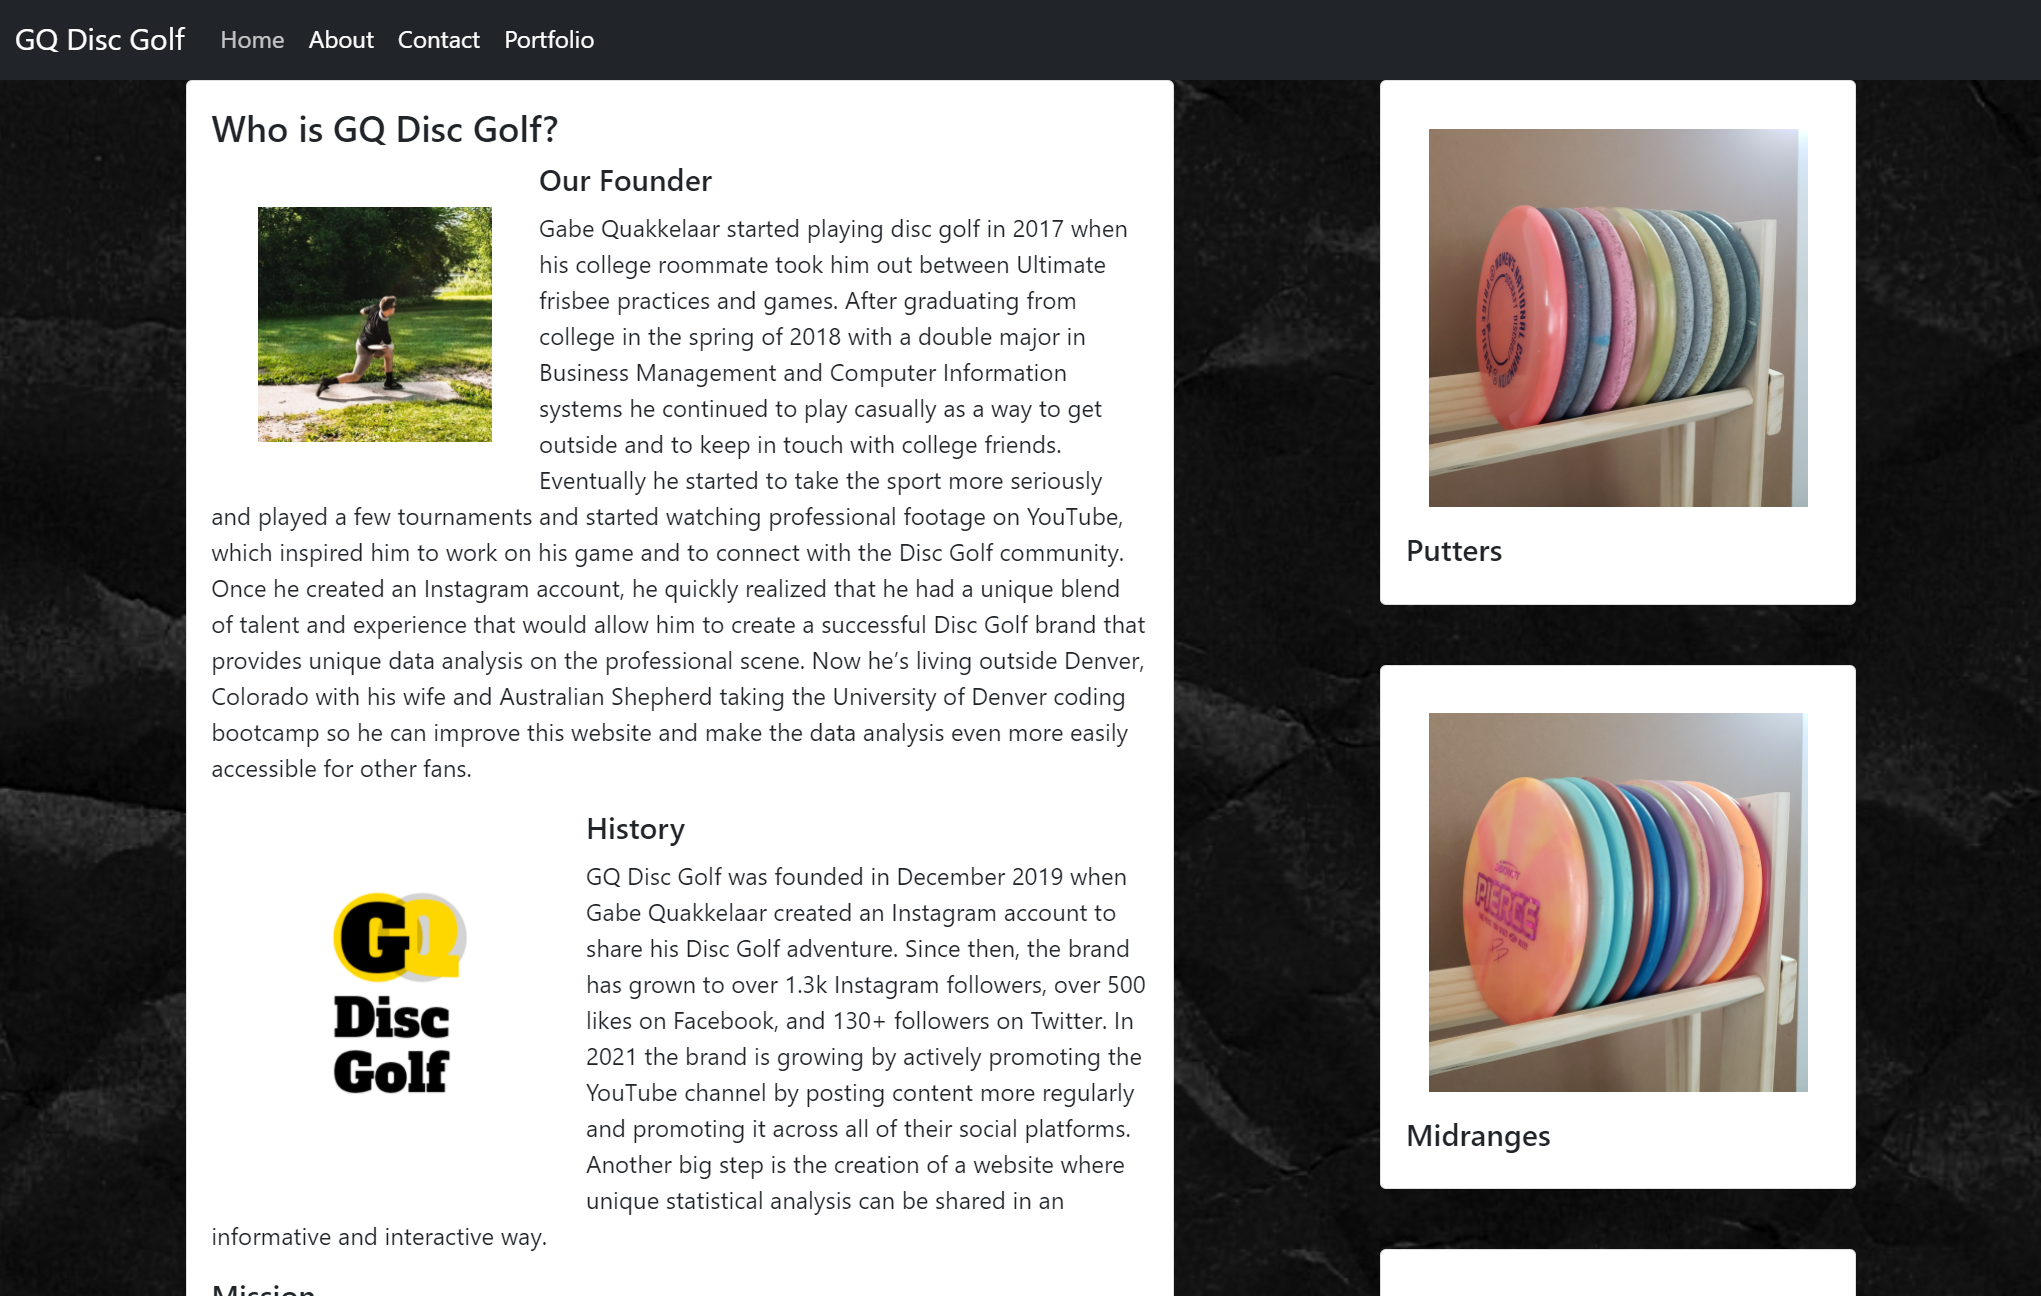 GQ Disc Golf Home About Contact Portfolio
Who is GQ Disc Golf?
Our Founder
Gabe Quakkelaar started playing disc golf in 2017 when
his college roommate took him out between Ultimate
frisbee practices and games. After graduating from
college in the spring of 2018 with a double major in
Business Management and Computer Information
systems he continued to play casually as a way to get
outside and to keep in touch with college friends.
Eventually he started to take the sport more seriously
and played a few tournaments and started watching professional footage on YouTube,
which inspired him to work on his game and to connect with the Disc Golf community.
Once he created an Instagram account, he quickly realized that he had a unique blend
of talent and experience that would allow him to create a successful Disc Golf brand that
provides unique data analysis on the professional scene. Now he’s living outside Denver,
Colorado with his wife and Australian Shepherd taking the University of Denver coding
bootcamp so he can improve this website and make the data analysis even more easily
accessible for other fans.
GQ
Disc
Golf
History
GQ Disc Golf was founded in December 2019 when
Gabe Quakkelaar created an Instagram account to
share his Disc Golf adventure. Since then, the brand
has grown to over 1.3k Instagram followers, over 500
likes on Facebook, and 130+ followers on Twitter. In
2021 the brand is growing by actively promoting the
YouTube channel by posting content more regularly
and promoting it across all of their social platforms.
Another big step is the creation of a website where
unique statistical analysis can be shared in an
informative and interactive way.
Mission
WOMEN'S NATIONAL CHAMPION
Putters
PIERCE
Midranges